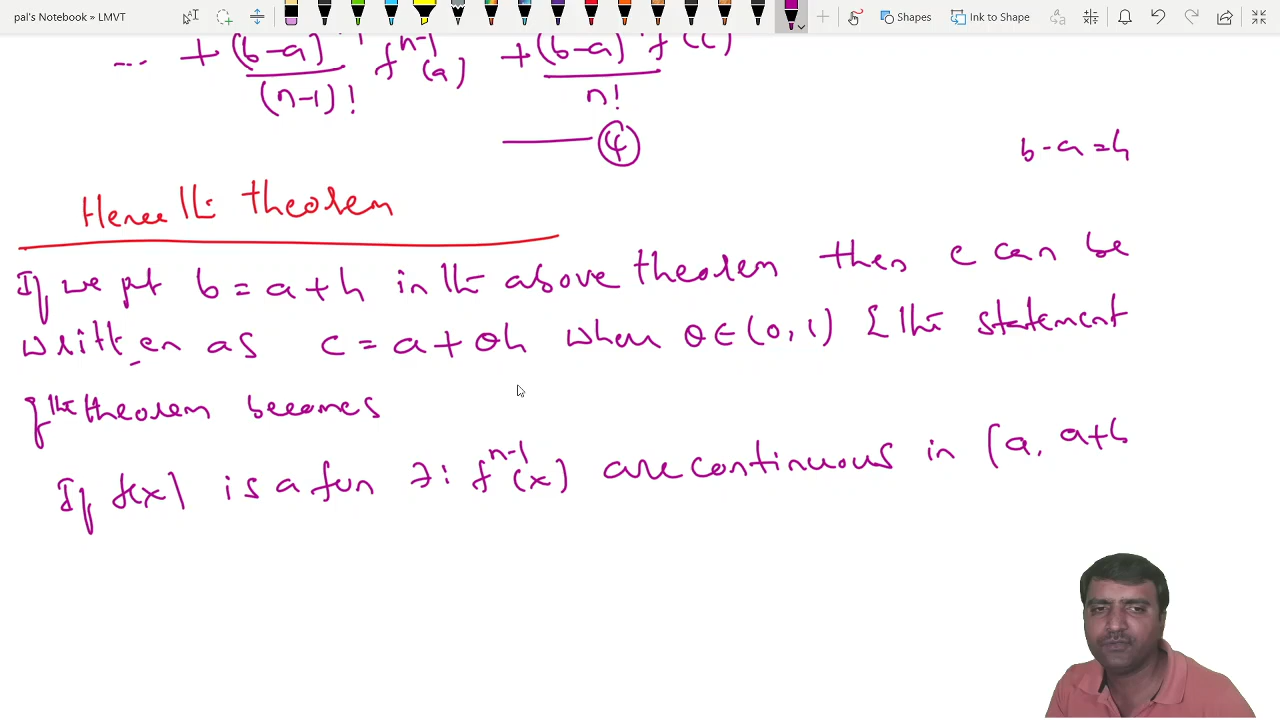 pal's Notebook » LMVT
Shar
Ink to Shape
... + (b-a) / (n-1)! f^{n-1}(a) + (b-a) / n! f (c)
——— ④
b-a=h
Hence the theorem
If we put b = a+h in the above theorem then c can be
written as c = a + θh where θ∈(0,1) & the statement
of the theorem becomes
If f(x) is a fun ∋: f^{n-1}(x) are continuous in [a, a+h